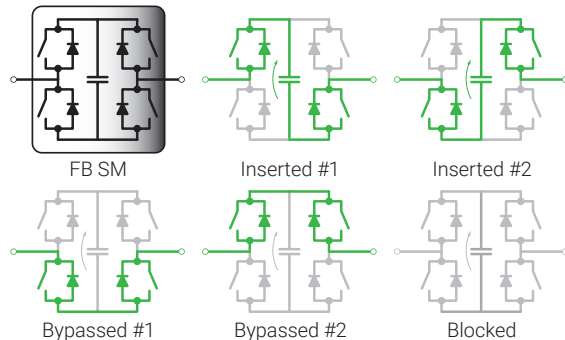 FB SM
Inserted #1
Inserted #2
Bypassed #1
Bypassed #2
Blocked